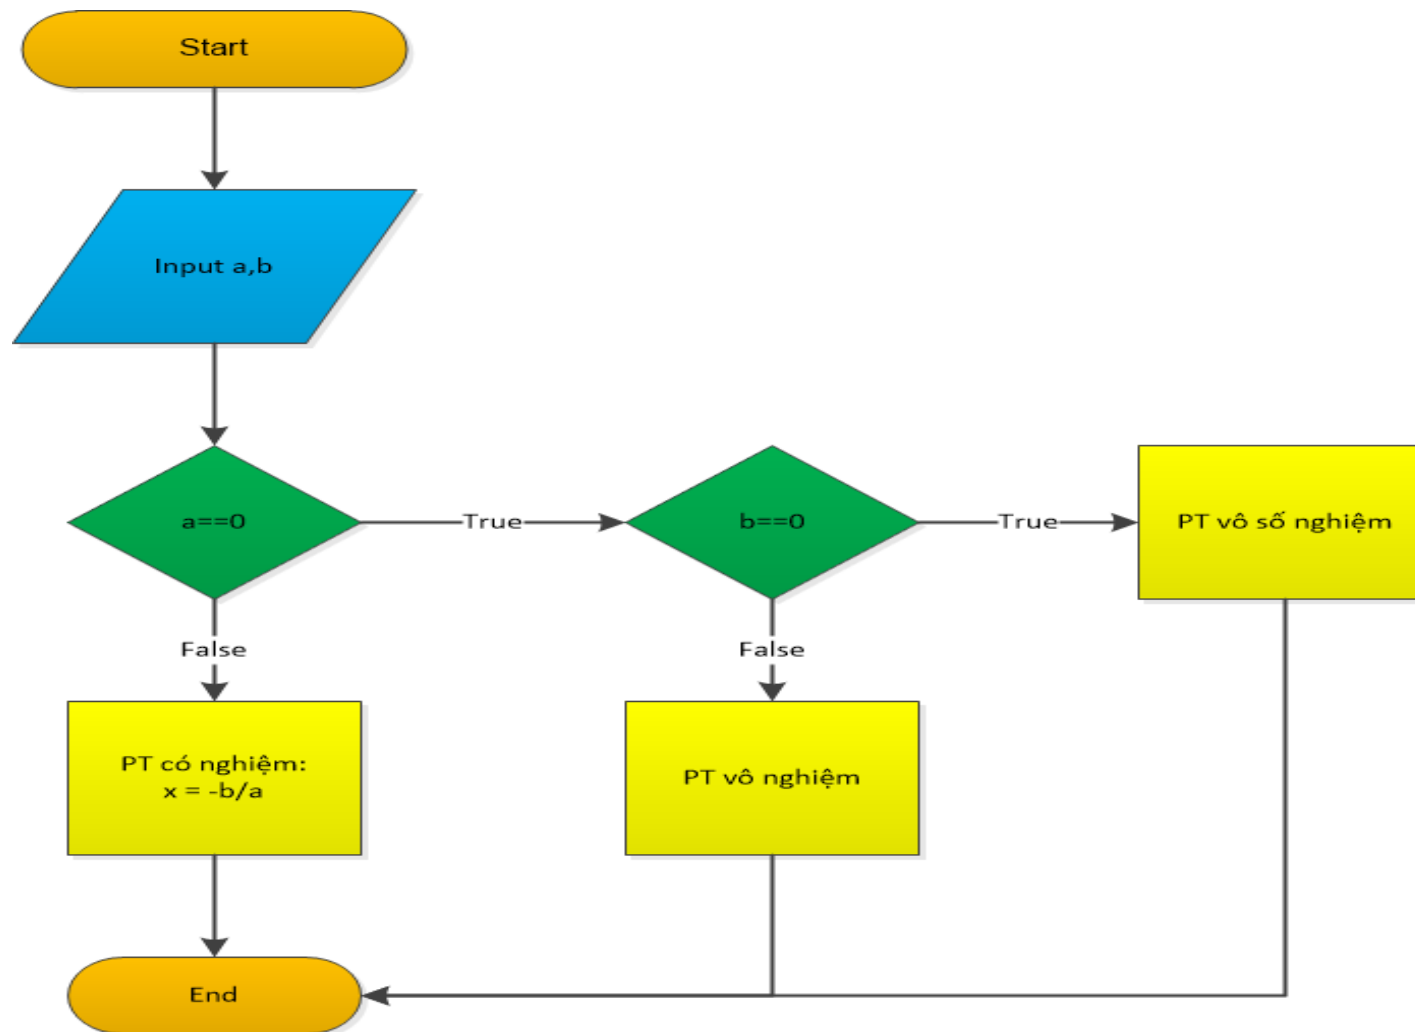 Start
Input a,b
a==0
True
b==0
True
PT vô số nghiệm
False
False
PT có nghiệm:
x = -b/a
PT vô nghiệm
End